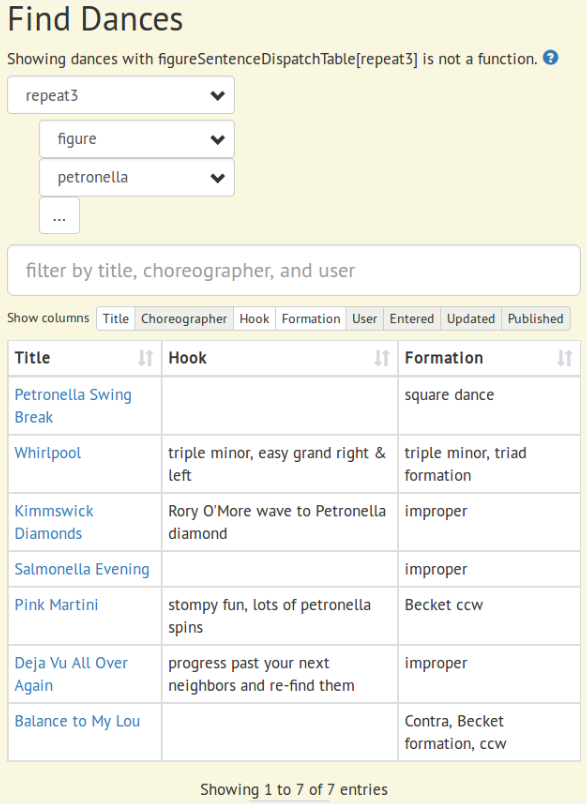 Find Dances
Showing dances with figureSentenceDispatchTable[repeat3] is not a function. ?
repeat3
figure
petronella
...
filter by title, choreographer, and user
Show columns Title Choreographer Hook Formation User Entered Updated Published
Title Hook Formation
Petronella Swing square dance
Break
Whirlpool triple minor, easy grand right & triple minor, triad
left formation
Kimmswick Rory O'More wave to Petronella improper
Diamonds diamond
Salmonella Evening improper
Pink Martini stompy fun, lots of petronella Becket ccw
spins
Deja Vu All Over progress past your next improper
Again neighbors and re-find them
Balance to My Lou Contra, Becket
formation, ccw
Showing 1 to 7 of 7 entries